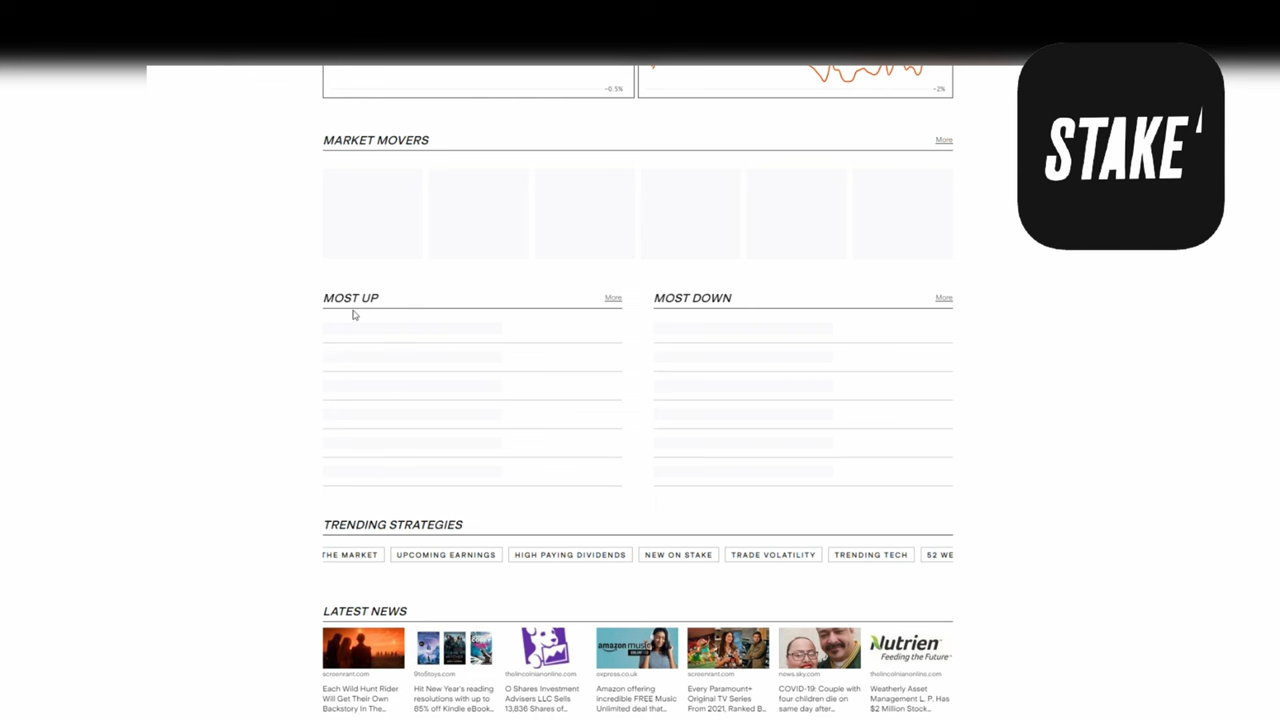 -0.5%
-2%
STAKE
MARKET MOVERS
More
MOST UP
More
MOST DOWN
More
TRENDING STRATEGIES
THE MARKET
UPCOMING EARNINGS
HIGH PAYING DIVIDENDS
NEW ON STAKE
TRADE VOLATILITY
TRENDING TECH
52 WE
LATEST NEWS
amazon music
Nutrien
Feeding the Future
screenrant.com
Each Wild Hunt Rider
Will Get Their Own
Backstory In The...
9to5toys.com
Hit New Year's reading
resolutions with up to
85% off Kindle eBook...
thelincolnianonline.com
O Shares Investment
Advisers LLC Sells
13,836 Shares of...
express.co.uk
Amazon offering
incredible FREE Music
Unlimited deal that...
screenrant.com
Every Paramount+
Original TV Series
From 2021, Ranked B...
news.sky.com
COVID-19: Couple with
four children die on
same day after...
thelincolnianonline.com
Weatherly Asset
Management L. P. Has
$2 Million Stock...